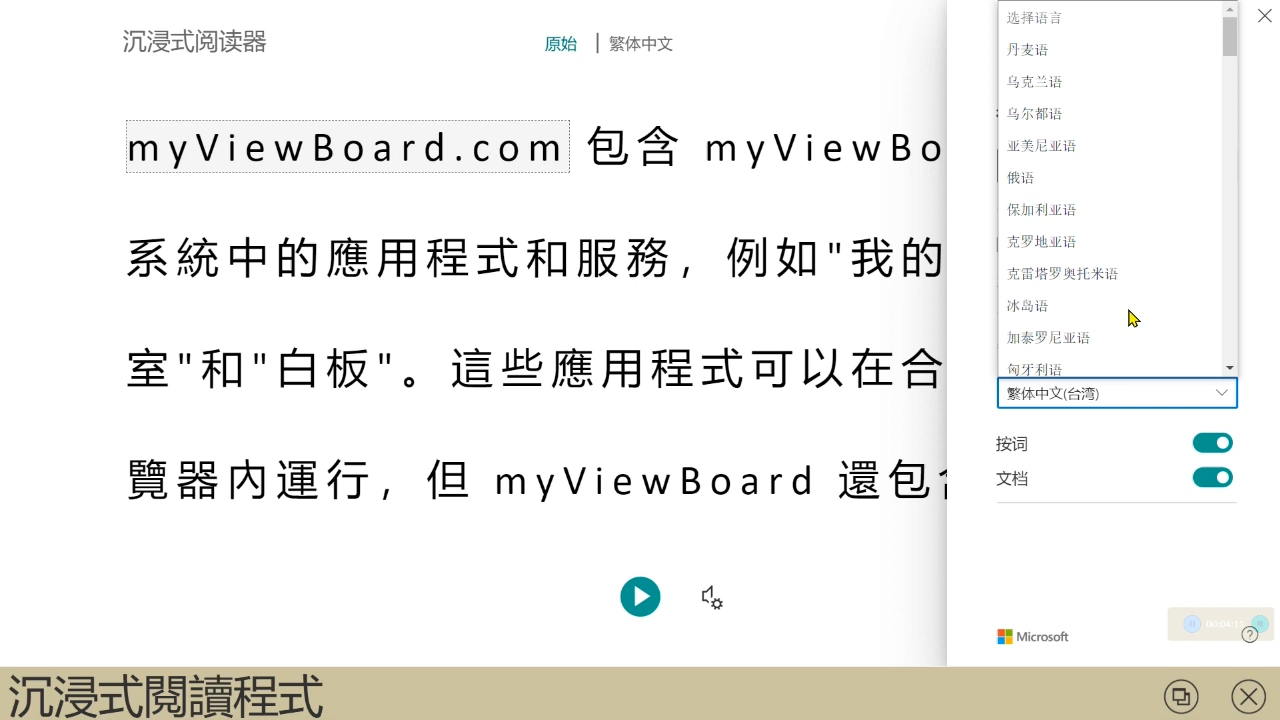 沉浸式阅读器
原始 | 繁体中文
myViewBoard.com 包含 myViewBo
系統中的應用程式和服務，例如"我的
室"和"白板"。這些應用程式可以在合
覽器內運行，但 myViewBoard 還包含
选择语言
丹麦语
乌克兰语
乌尔都语
亚美尼亚语
俄语
保加利亚语
克罗地亚语
克雷塔罗奥托米语
冰岛语
加泰罗尼亚语
匈牙利语
繁体中文(台湾)
按词
文档
Microsoft
沉浸式閱讀程式